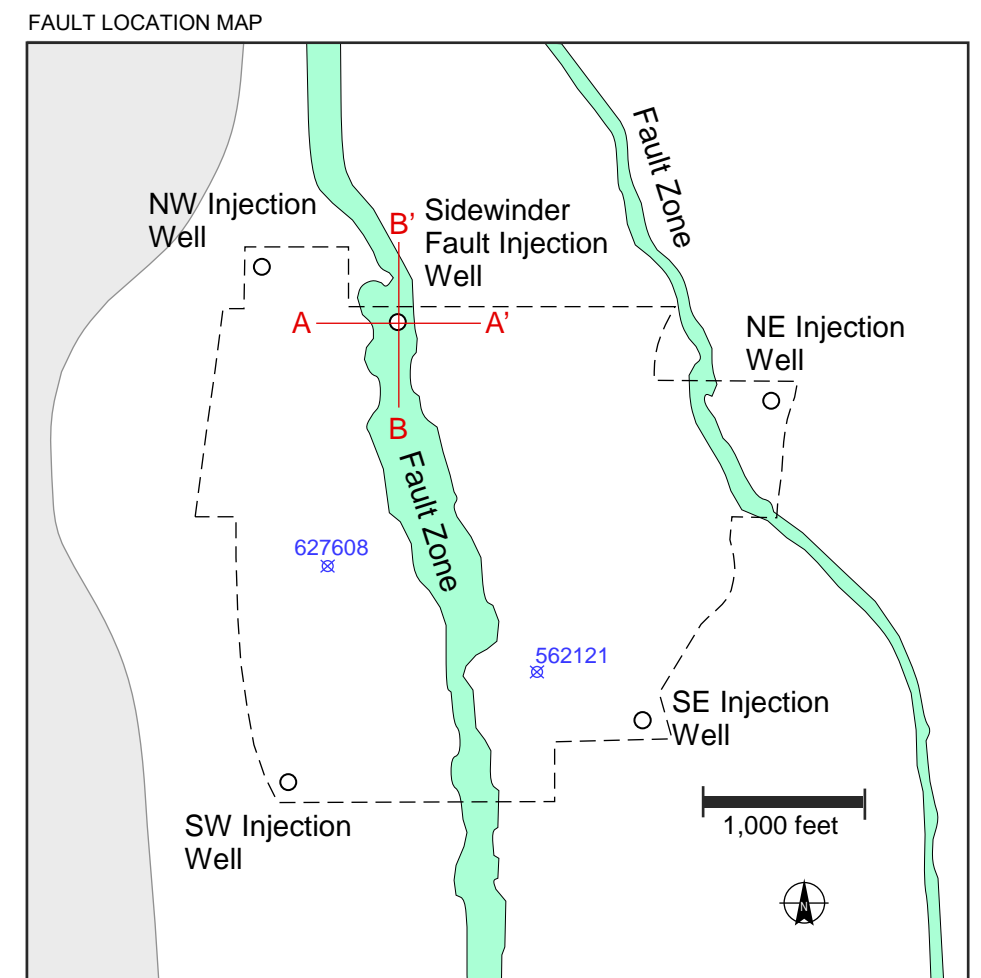 FAULT LOCATION MAP
Fault Zone
NW Injection
Well
B’
Sidewinder
Fault Injection
Well
A
A’
NE Injection
Well
B
Fault Zone
627608
562121
SE Injection
Well
1,000 feet
SW Injection
Well
N